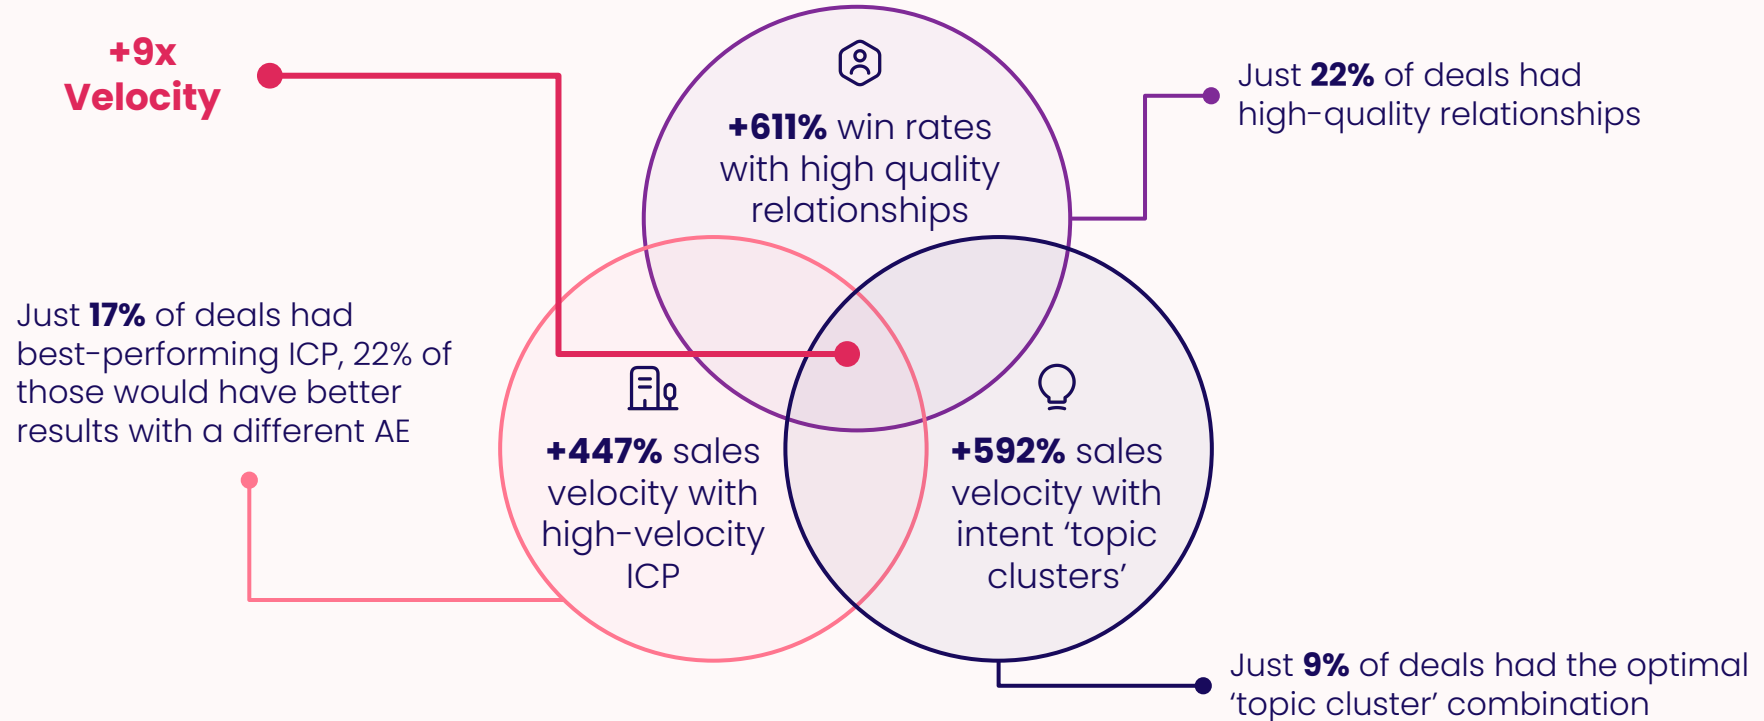 +9x
Velocity
+611% win rates
with high quality
relationships
Just 22% of deals had
high-quality relationships
Just 17% of deals had
best-performing ICP, 22% of
those would have better
results with a different AE
+447% sales
velocity with
high-velocity
ICP
+592% sales
velocity with
intent ‘topic
clusters’
Just 9% of deals had the optimal
‘topic cluster’ combination